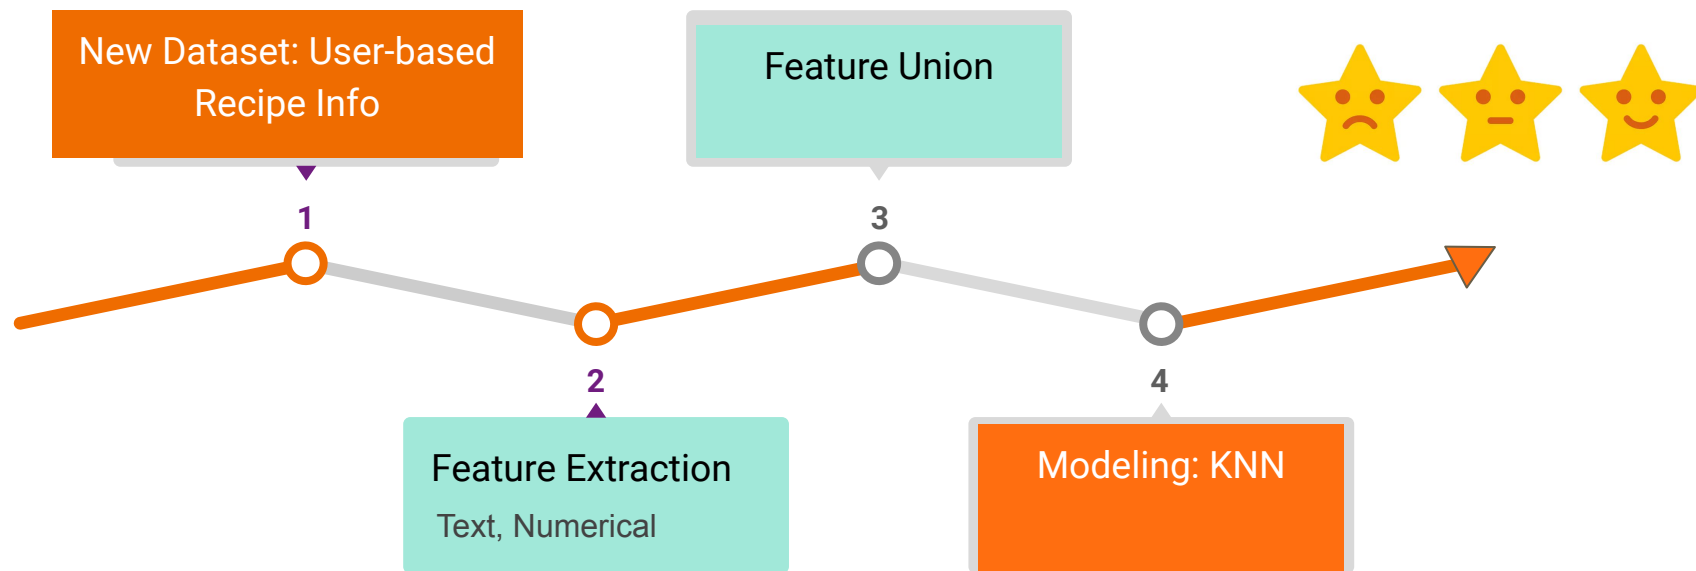 New Dataset: User-based
Recipe Info
1
2
Feature Extraction
Text, Numerical
Feature Union
3
4
Modeling: KNN